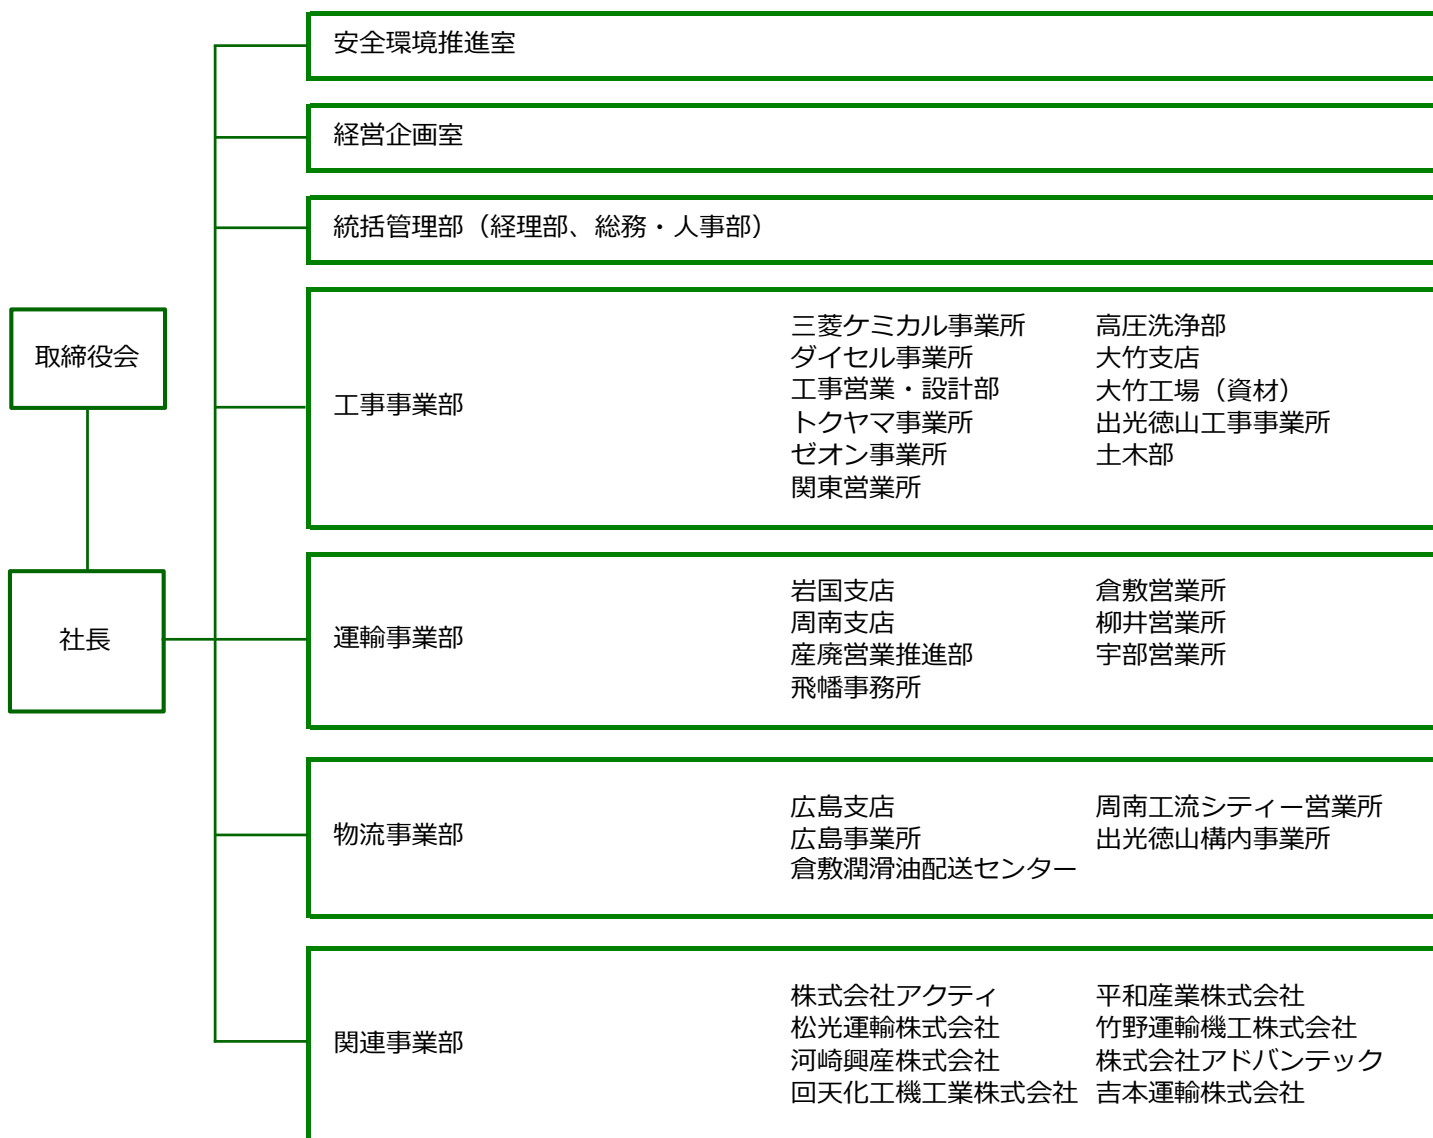 安全環境推進室
経営企画室
統括管理部（経理部、総務・人事部）
取締役会
社長
工事事業部
三菱ケミカル事業所
ダイセル事業所
工事営業・設計部
トクヤマ事業所
ゼオン事業所
関東営業所
高圧洗浄部
大竹支店
大竹工場（資材）
出光徳山工事事業所
土木部
運輸事業部
岩国支店
周南支店
産廃営業推進部
飛幡事務所
倉敷営業所
柳井営業所
宇部営業所
物流事業部
広島支店
広島事業所
倉敷潤滑油配送センター
周南工流シティー営業所
出光徳山構内事業所
関連事業部
株式会社アクティ
松光運輸株式会社
河崎興産株式会社
回天化工機工業株式会社
平和産業株式会社
竹野運輸機工株式会社
株式会社アドバンテック
吉本運輸株式会社